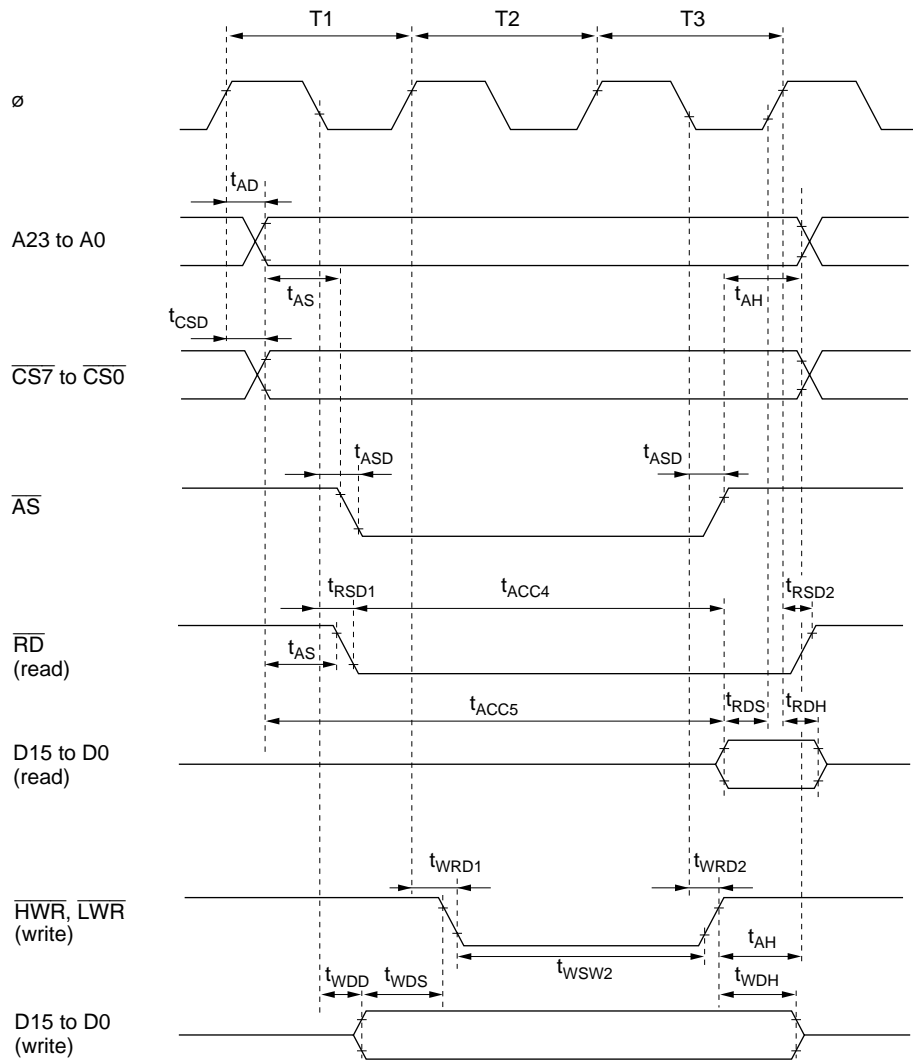 T1 T2 T3
ø
tAD
A23 to A0
tAS tAH
tCSD
CS7 to CS0
tASD tASD
AS
tRSD1 tACC4 tRSD2
RD
(read)
tAS
tACC5 tRDS tRDH
D15 to D0
(read)
tWRD1 tWRD2
HWR, LWR
(write)
tAH
tWSW2
tWDD tWDS tWDH
D15 to D0
(write)